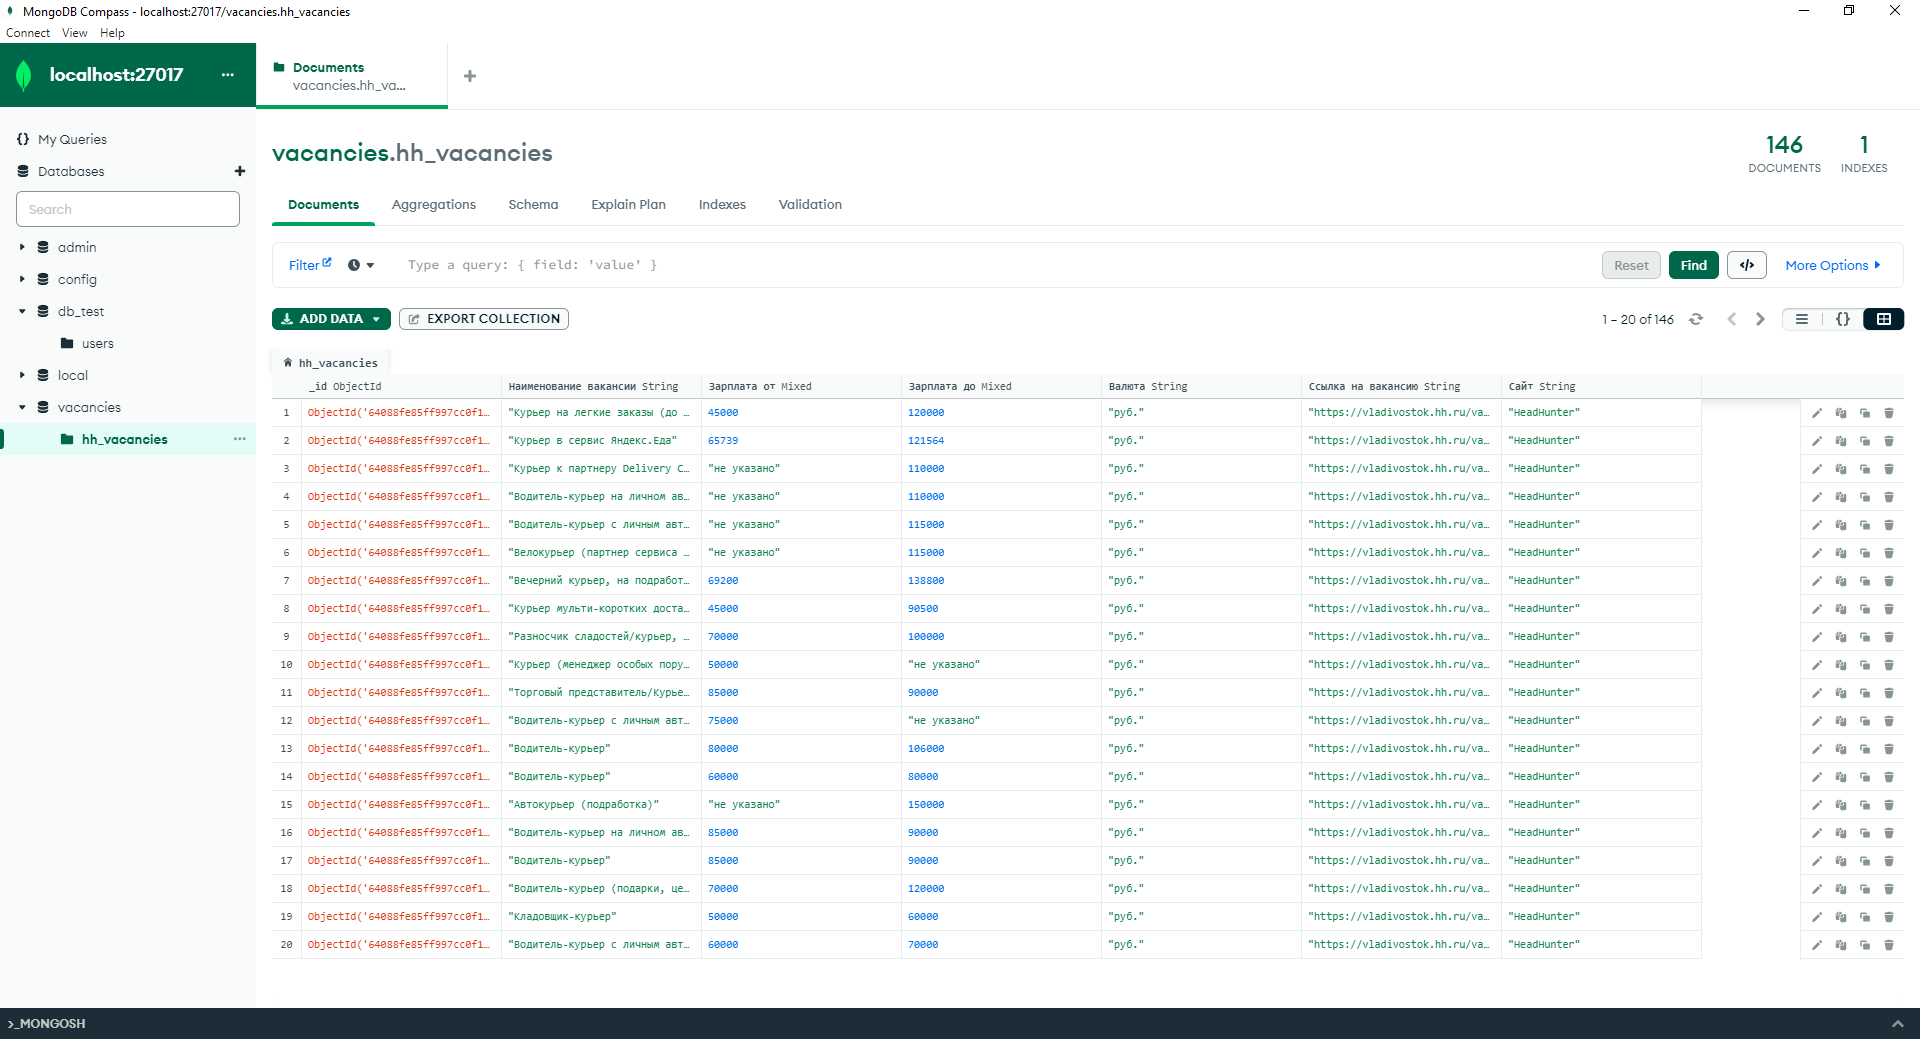 MongoDB Compass - localhost:27017/vacancies.hh_vacancies
Connect View Help
localhost:27017 ...
Documents
vacancies.hh_va...
My Queries
Databases
Search
admin
config
db_test
users
local
vacancies
hh_vacancies ...
vacancies.hh_vacancies
146
DOCUMENTS
1
INDEXES
Documents Aggregations Schema Explain Plan Indexes Validation
Filter Type a query: { field: 'value' } Reset Find </> More Options
ADD DATA EXPORT COLLECTION 1 – 20 of 146 {}
hh_vacancies
_id ObjectId Наименование вакансии String Зарплата от Mixed Зарплата до Mixed Валюта String Ссылка на вакансию String Сайт String
1 ObjectId('64088fe85ff997cc0f1… "Курьер на легкие заказы (до … 45000 120000 "руб." "https://vladivostok.hh.ru/va… "HeadHunter"
2 ObjectId('64088fe85ff997cc0f1… "Курьер в сервис Яндекс.Еда" 65739 121564 "руб." "https://vladivostok.hh.ru/va… "HeadHunter"
3 ObjectId('64088fe85ff997cc0f1… "Курьер к партнеру Delivery C… "не указано" 110000 "руб." "https://vladivostok.hh.ru/va… "HeadHunter"
4 ObjectId('64088fe85ff997cc0f1… "Водитель-курьер на личном ав… "не указано" 110000 "руб." "https://vladivostok.hh.ru/va… "HeadHunter"
5 ObjectId('64088fe85ff997cc0f1… "Водитель-курьер с личным авт… "не указано" 115000 "руб." "https://vladivostok.hh.ru/va… "HeadHunter"
6 ObjectId('64088fe85ff997cc0f1… "Велокурьер (партнер сервиса … "не указано" 115000 "руб." "https://vladivostok.hh.ru/va… "HeadHunter"
7 ObjectId('64088fe85ff997cc0f1… "Вечерний курьер, на подработ… 69200 138800 "руб." "https://vladivostok.hh.ru/va… "HeadHunter"
8 ObjectId('64088fe85ff997cc0f1… "Курьер мульти-коротких доста… 45000 90500 "руб." "https://vladivostok.hh.ru/va… "HeadHunter"
9 ObjectId('64088fe85ff997cc0f1… "Разносчик сладостей/курьер, … 70000 100000 "руб." "https://vladivostok.hh.ru/va… "HeadHunter"
10 ObjectId('64088fe85ff997cc0f1… "Курьер (менеджер особых пору… 50000 "не указано" "руб." "https://vladivostok.hh.ru/va… "HeadHunter"
11 ObjectId('64088fe85ff997cc0f1… "Торговый представитель/Курье… 85000 90000 "руб." "https://vladivostok.hh.ru/va… "HeadHunter"
12 ObjectId('64088fe85ff997cc0f1… "Водитель-курьер с личным авт… 75000 "не указано" "руб." "https://vladivostok.hh.ru/va… "HeadHunter"
13 ObjectId('64088fe85ff997cc0f1… "Водитель-курьер" 80000 106000 "руб." "https://vladivostok.hh.ru/va… "HeadHunter"
14 ObjectId('64088fe85ff997cc0f1… "Водитель-курьер" 60000 80000 "руб." "https://vladivostok.hh.ru/va… "HeadHunter"
15 ObjectId('64088fe85ff997cc0f1… "Автокурьер (подработка)" "не указано" 150000 "руб." "https://vladivostok.hh.ru/va… "HeadHunter"
16 ObjectId('64088fe85ff997cc0f1… "Водитель-курьер на личном ав… 85000 90000 "руб." "https://vladivostok.hh.ru/va… "HeadHunter"
17 ObjectId('64088fe85ff997cc0f1… "Водитель-курьер" 85000 90000 "руб." "https://vladivostok.hh.ru/va… "HeadHunter"
18 ObjectId('64088fe85ff997cc0f1… "Водитель-курьер (подарки, це… 70000 120000 "руб." "https://vladivostok.hh.ru/va… "HeadHunter"
19 ObjectId('64088fe85ff997cc0f1… "Кладовщик-курьер" 50000 60000 "руб." "https://vladivostok.hh.ru/va… "HeadHunter"
20 ObjectId('64088fe85ff997cc0f1… "Водитель-курьер с личным авт… 60000 70000 "руб." "https://vladivostok.hh.ru/va… "HeadHunter"
>_MONGOSH